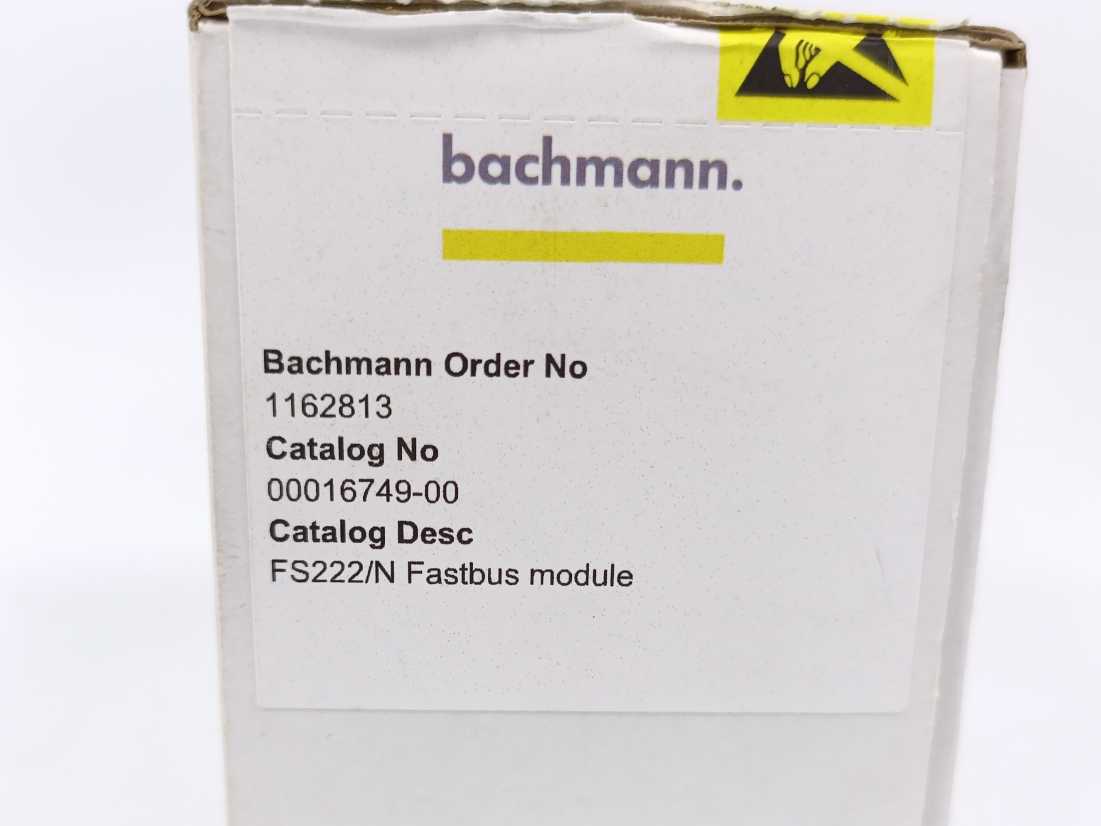 bachmann.
Bachmann Order No
1162813
Catalog No
00016749-00
Catalog Desc
FS222/N Fastbus module